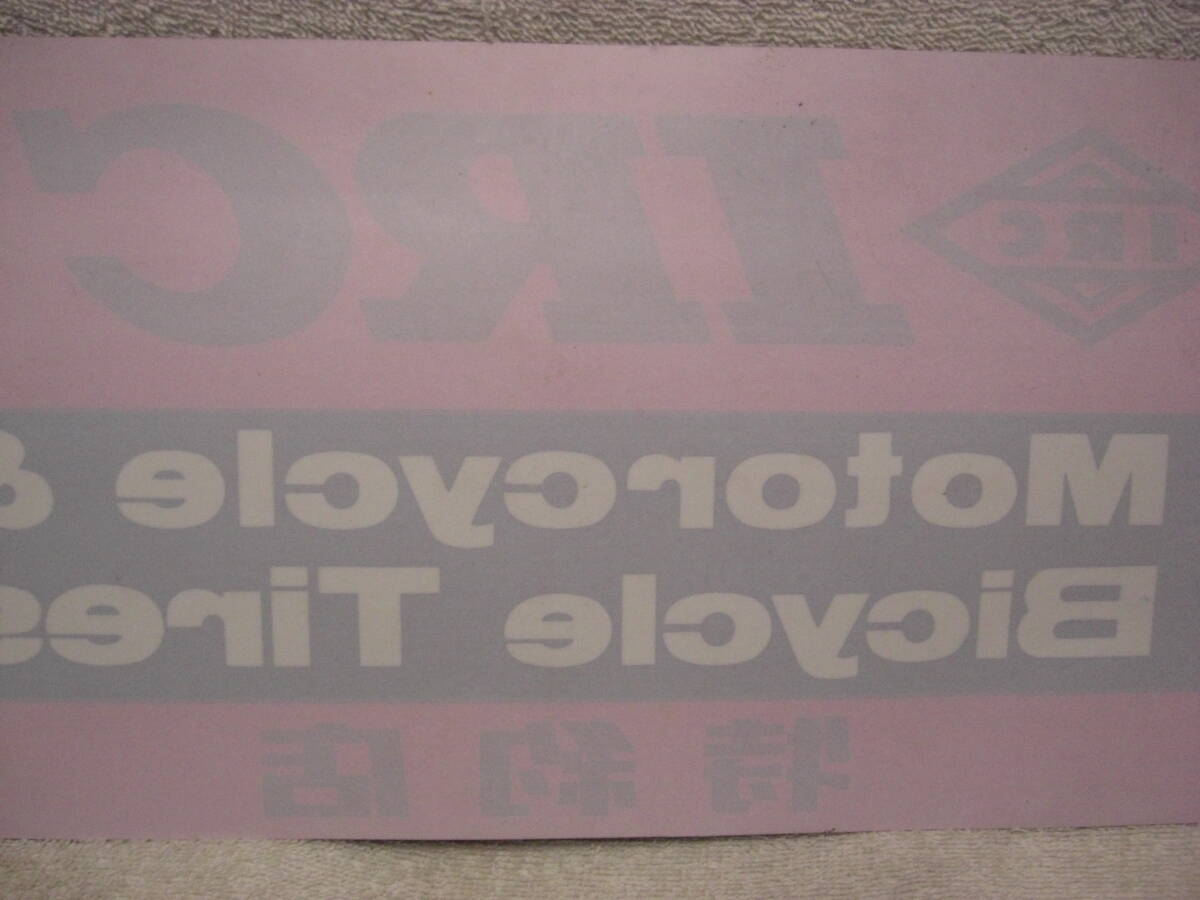 IRC IRC
Motorcycle &
Bicycle Tires
特約店